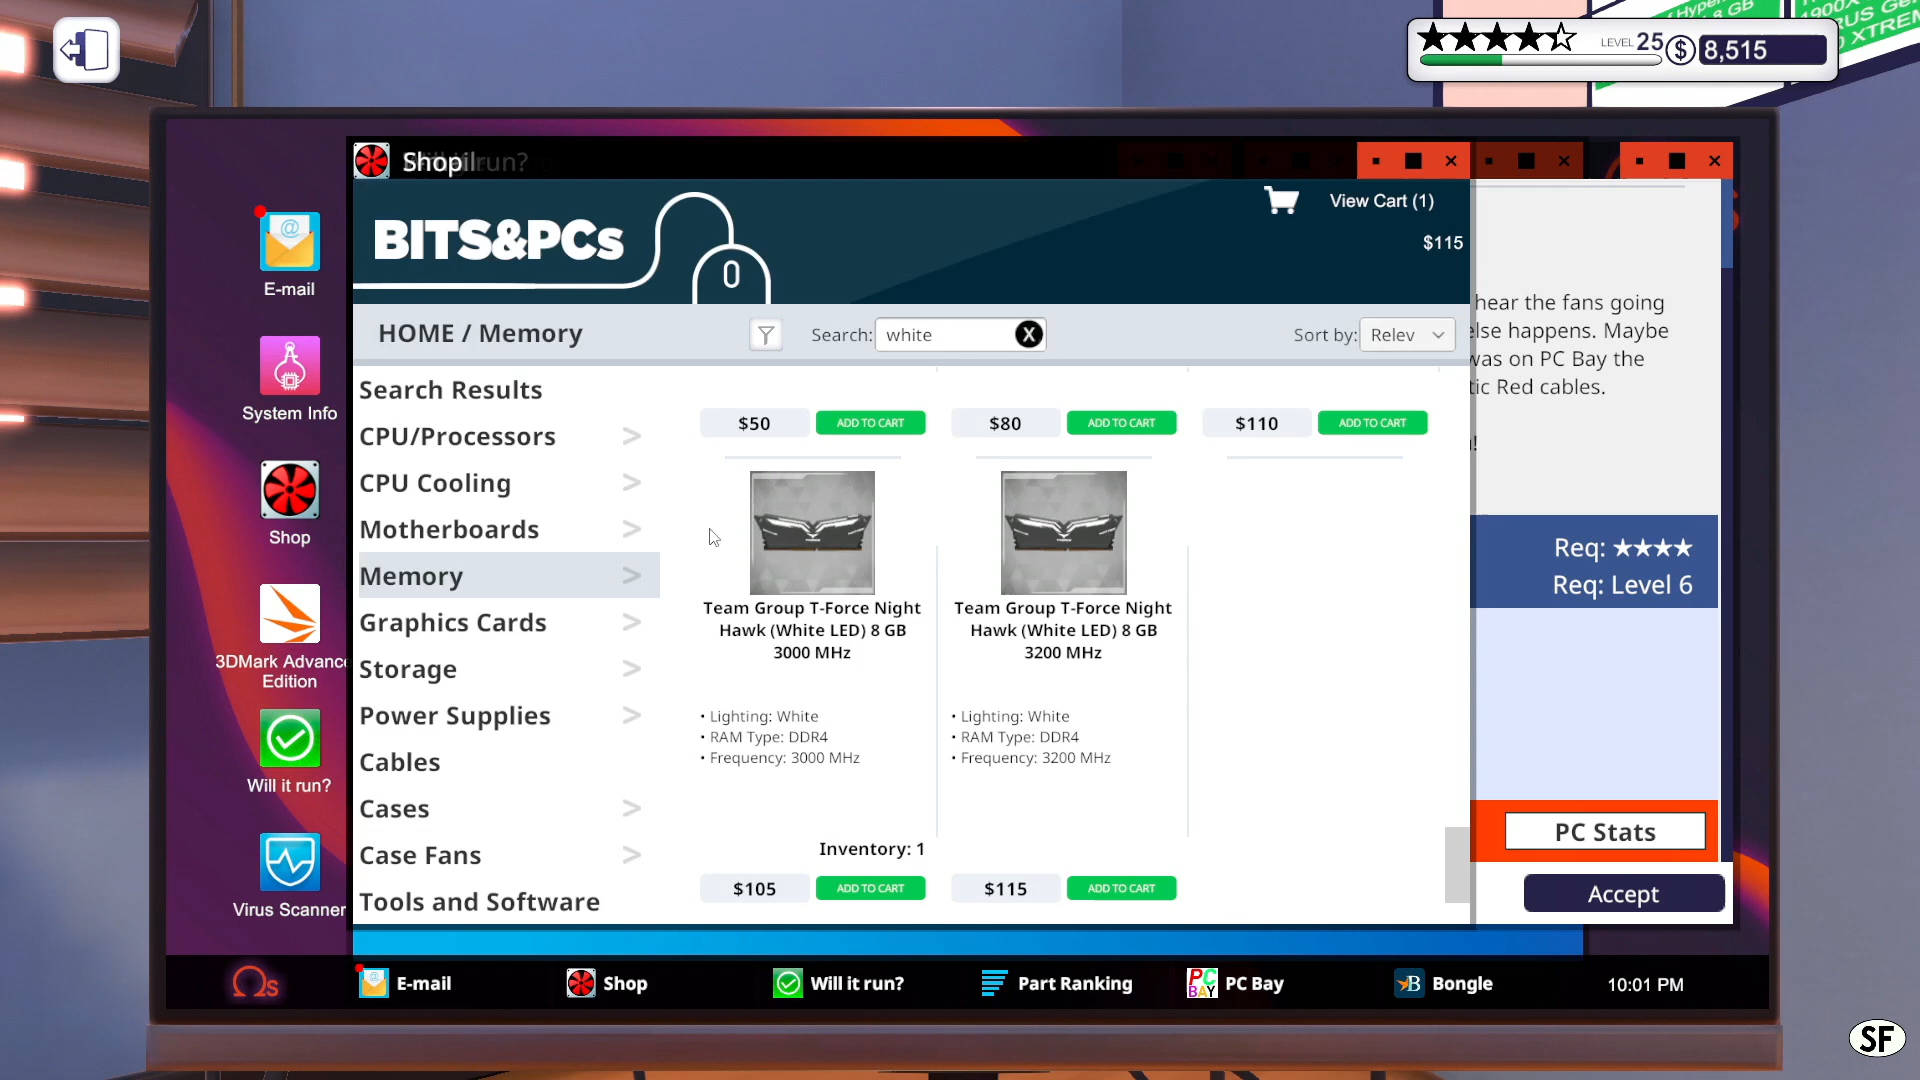 LEVEL 25
$ 8,515
Shop
BITS&PCs
View Cart (1)
$115
HOME / Memory
Search:
white
X
Sort by:
Relev
Search Results
CPU/Processors >
CPU Cooling >
Motherboards >
Memory >
Graphics Cards >
Storage >
Power Supplies >
Cables
Cases >
Case Fans >
Tools and Software
$50
ADD TO CART
$80
ADD TO CART
$110
ADD TO CART
Team Group T-Force Night
Hawk (White LED) 8 GB
3000 MHz
• Lighting: White
• RAM Type: DDR4
• Frequency: 3000 MHz
Inventory: 1
$105
ADD TO CART
Team Group T-Force Night
Hawk (White LED) 8 GB
3200 MHz
• Lighting: White
• RAM Type: DDR4
• Frequency: 3200 MHz
$115
ADD TO CART
hear the fans going
else happens. Maybe
was on PC Bay the
tic Red cables.
Req: ★★★★
Req: Level 6
PC Stats
Accept
E-mail
System Info
Shop
3DMark Advance
Edition
Will it run?
Virus Scanner
Ωs
E-mail
Shop
Will it run?
PC BAY
Part Ranking
PC Bay
B
Bongle
10:01 PM
SF